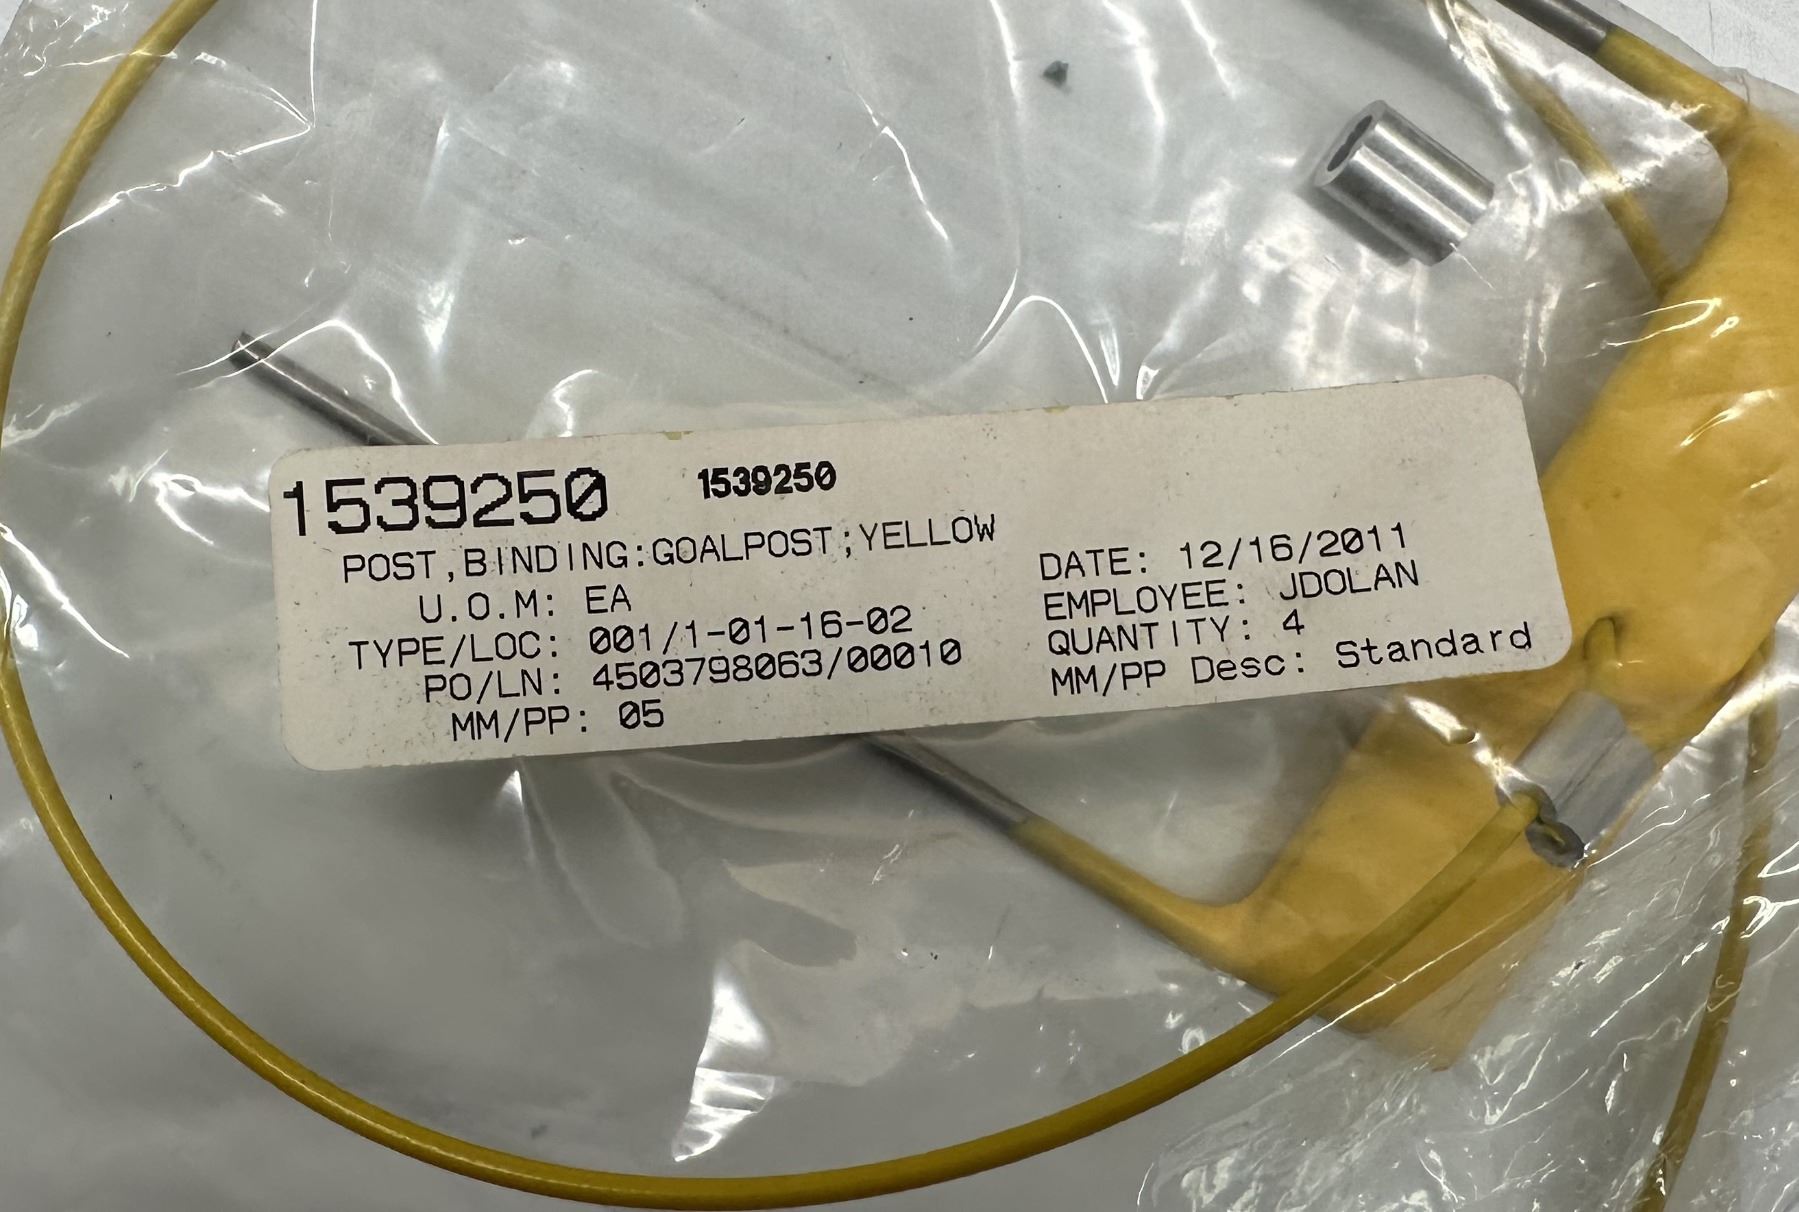 1539250 1539250
POST,BINDING:GOALPOST;YELLOW
U.O.M: EA
TYPE/LOC: 001/1-01-16-02
PO/LN: 4503798063/00010
MM/PP: 05
DATE: 12/16/2011
EMPLOYEE: JDOLAN
QUANTITY: 4
MM/PP Desc: Standard